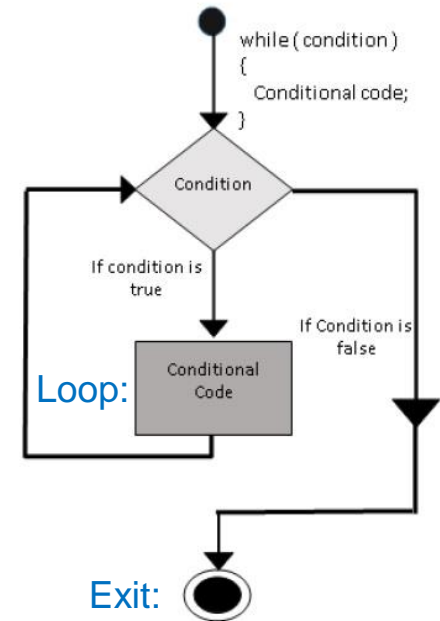 while ( condition )
{
Conditional code;
}
Condition
If condition is
true
If Condition is
false
Loop:
Conditional
Code
Exit: